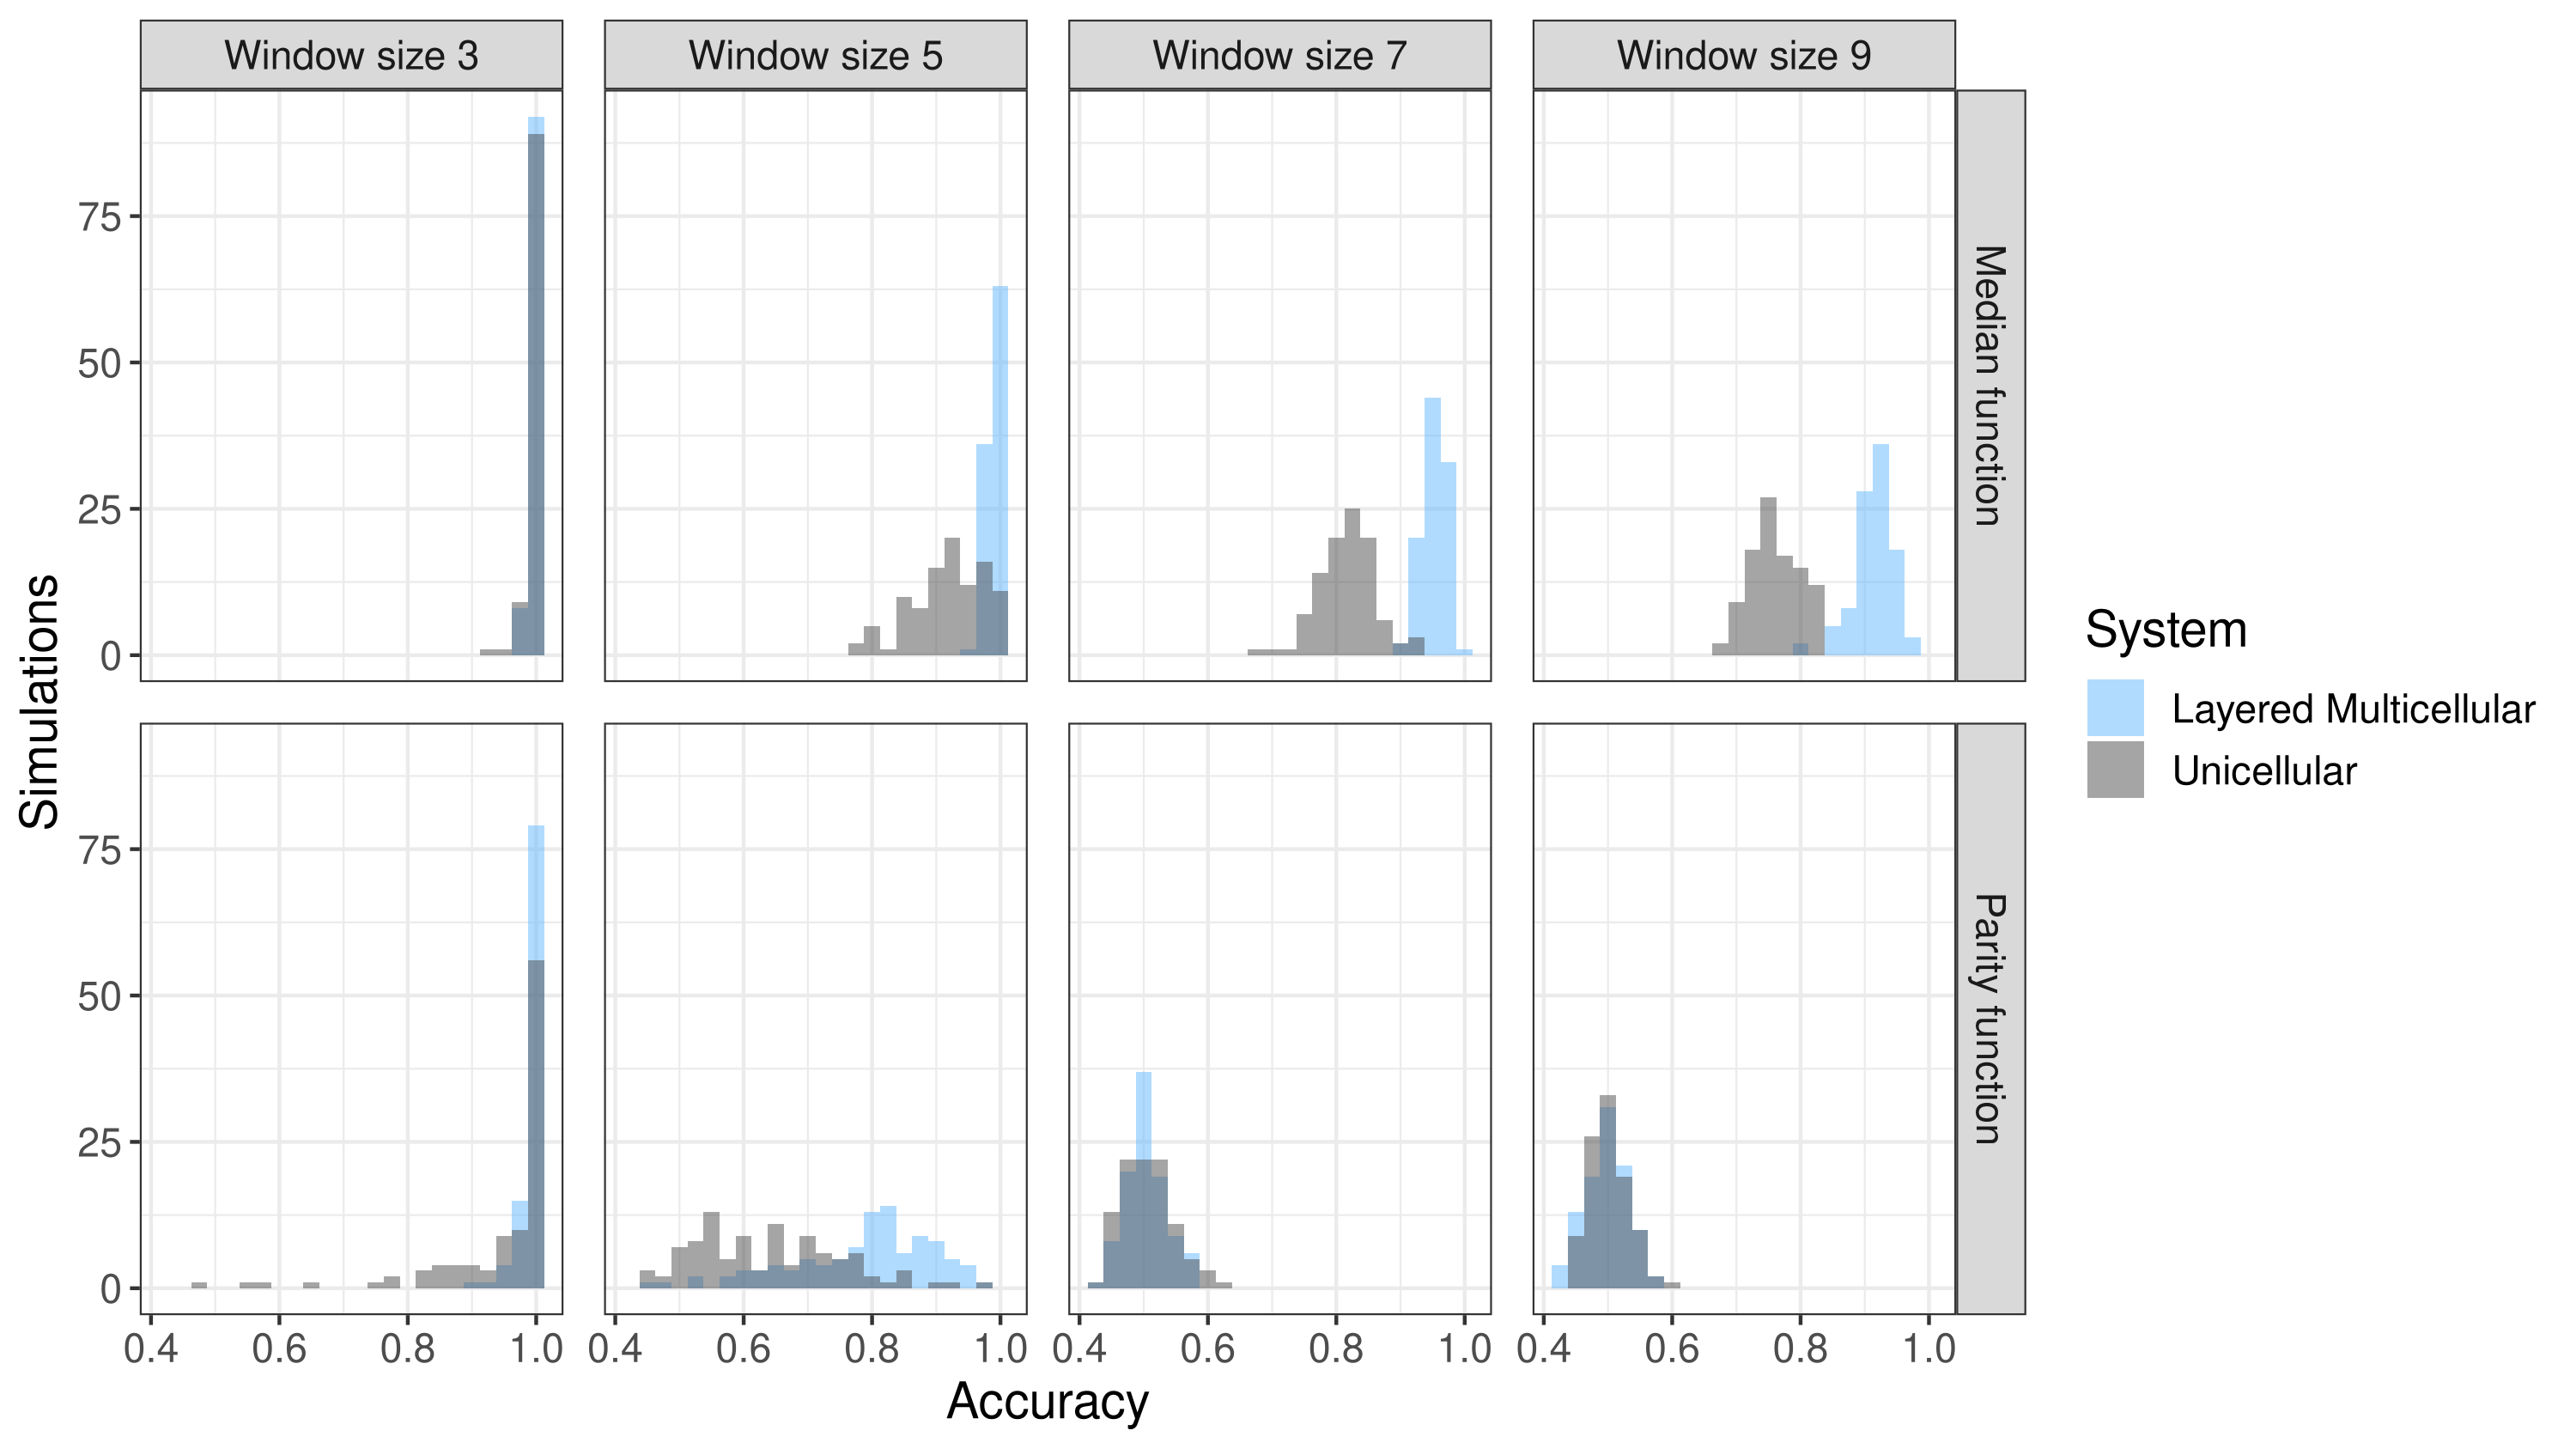 Window size 3
Window size 5
Window size 7
Window size 9
Simulations
75
50
25
0
Median function
75
50
25
0
Parity function
0.4 0.6 0.8 1.0
0.4 0.6 0.8 1.0
0.4 0.6 0.8 1.0
0.4 0.6 0.8 1.0
Accuracy
System
Layered Multicellular
Unicellular